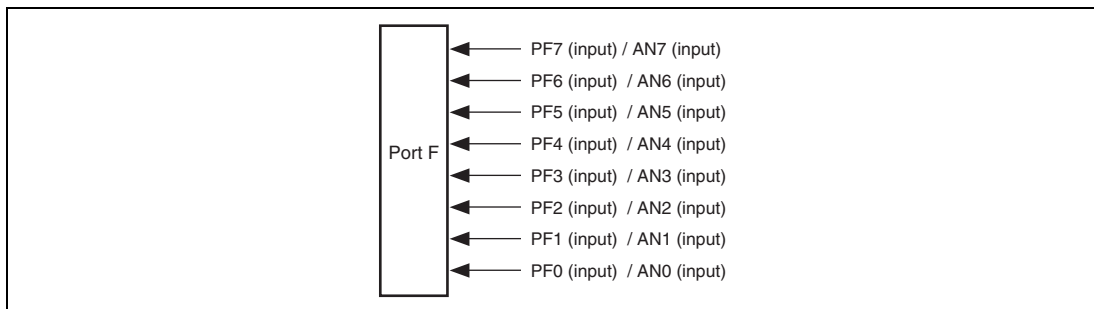 Port F
PF7 (input) / AN7 (input)
PF6 (input) / AN6 (input)
PF5 (input) / AN5 (input)
PF4 (input) / AN4 (input)
PF3 (input) / AN3 (input)
PF2 (input) / AN2 (input)
PF1 (input) / AN1 (input)
PF0 (input) / AN0 (input)